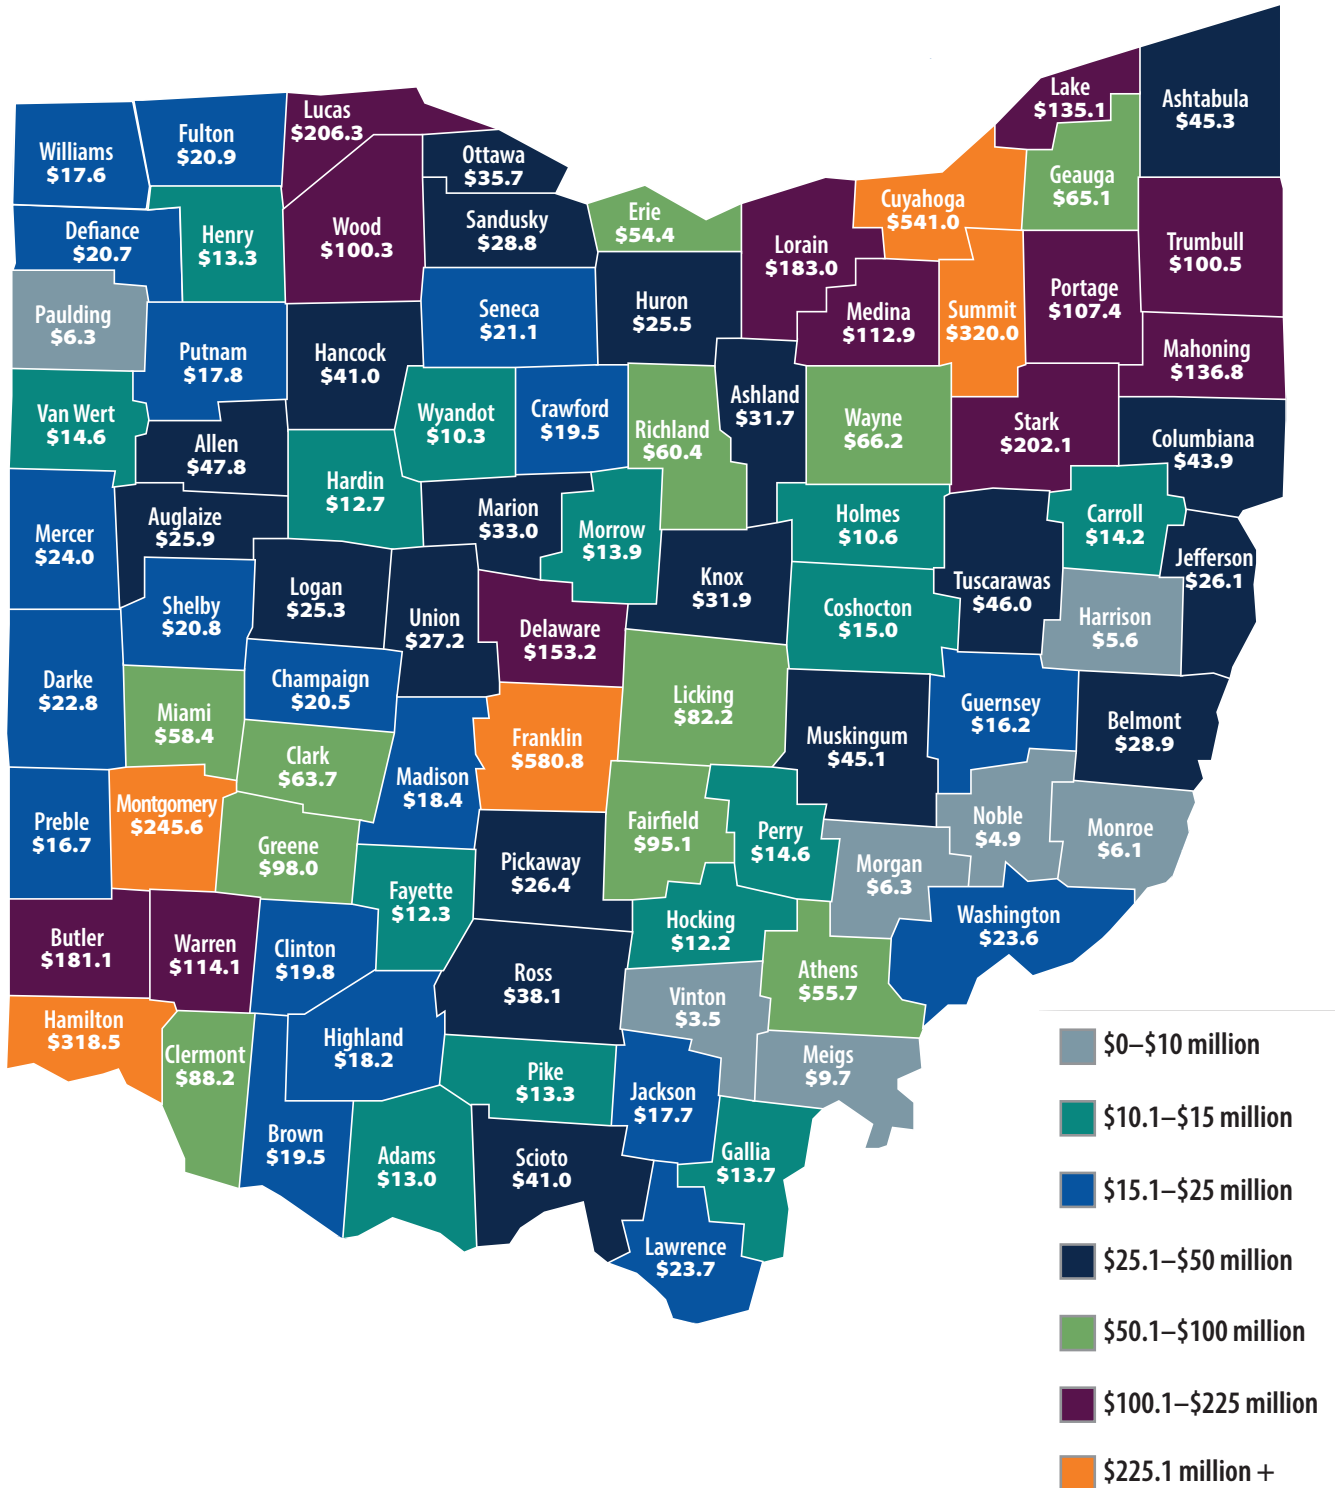 Lake
$135.1
Ashtabula
$45.3
Lucas
$206.3
Fulton
$20.9
Williams
$17.6
Ottawa
$35.7
Geauga
$65.1
Cuyahoga
$541.0
Erie
$54.4
Sandusky
$28.8
Wood
$100.3
Henry
$13.3
Defiance
$20.7
Lorain
$183.0
Trumbull
$100.5
Portage
$107.4
Medina
$112.9
Summit
$320.0
Huron
$25.5
Seneca
$21.1
Paulding
$6.3
Putnam
$17.8
Hancock
$41.0
Mahoning
$136.8
Van Wert
$14.6
Wyandot
$10.3
Crawford
$19.5
Ashland
$31.7
Richland
$60.4
Wayne
$66.2
Stark
$202.1
Columbiana
$43.9
Allen
$47.8
Hardin
$12.7
Marion
$33.0
Morrow
$13.9
Holmes
$10.6
Carroll
$14.2
Mercer
$24.0
Auglaize
$25.9
Jefferson
$26.1
Logan
$25.3
Shelby
$20.8
Union
$27.2
Delaware
$153.2
Knox
$31.9
Coshocton
$15.0
Tuscarawas
$46.0
Harrison
$5.6
Darke
$22.8
Miami
$58.4
Champaign
$20.5
Licking
$82.2
Muskingum
$45.1
Guernsey
$16.2
Belmont
$28.9
Clark
$63.7
Madison
$18.4
Franklin
$580.8
Preble
$16.7
Montgomery
$245.6
Greene
$98.0
Fairfield
$95.1
Perry
$14.6
Noble
$4.9
Monroe
$6.1
Pickaway
$26.4
Morgan
$6.3
Fayette
$12.3
Hocking
$12.2
Washington
$23.6
Butler
$181.1
Warren
$114.1
Clinton
$19.8
Ross
$38.1
Athens
$55.7
Vinton
$3.5
Hamilton
$318.5
Clermont
$88.2
Highland
$18.2
Pike
$13.3
Meigs
$9.7
Jackson
$17.7
Brown
$19.5
Adams
$13.0
Scioto
$41.0
Gallia
$13.7
Lawrence
$23.7
$0–$10 million
$10.1–$15 million
$15.1–$25 million
$25.1–$50 million
$50.1–$100 million
$100.1–$225 million
$225.1 million +